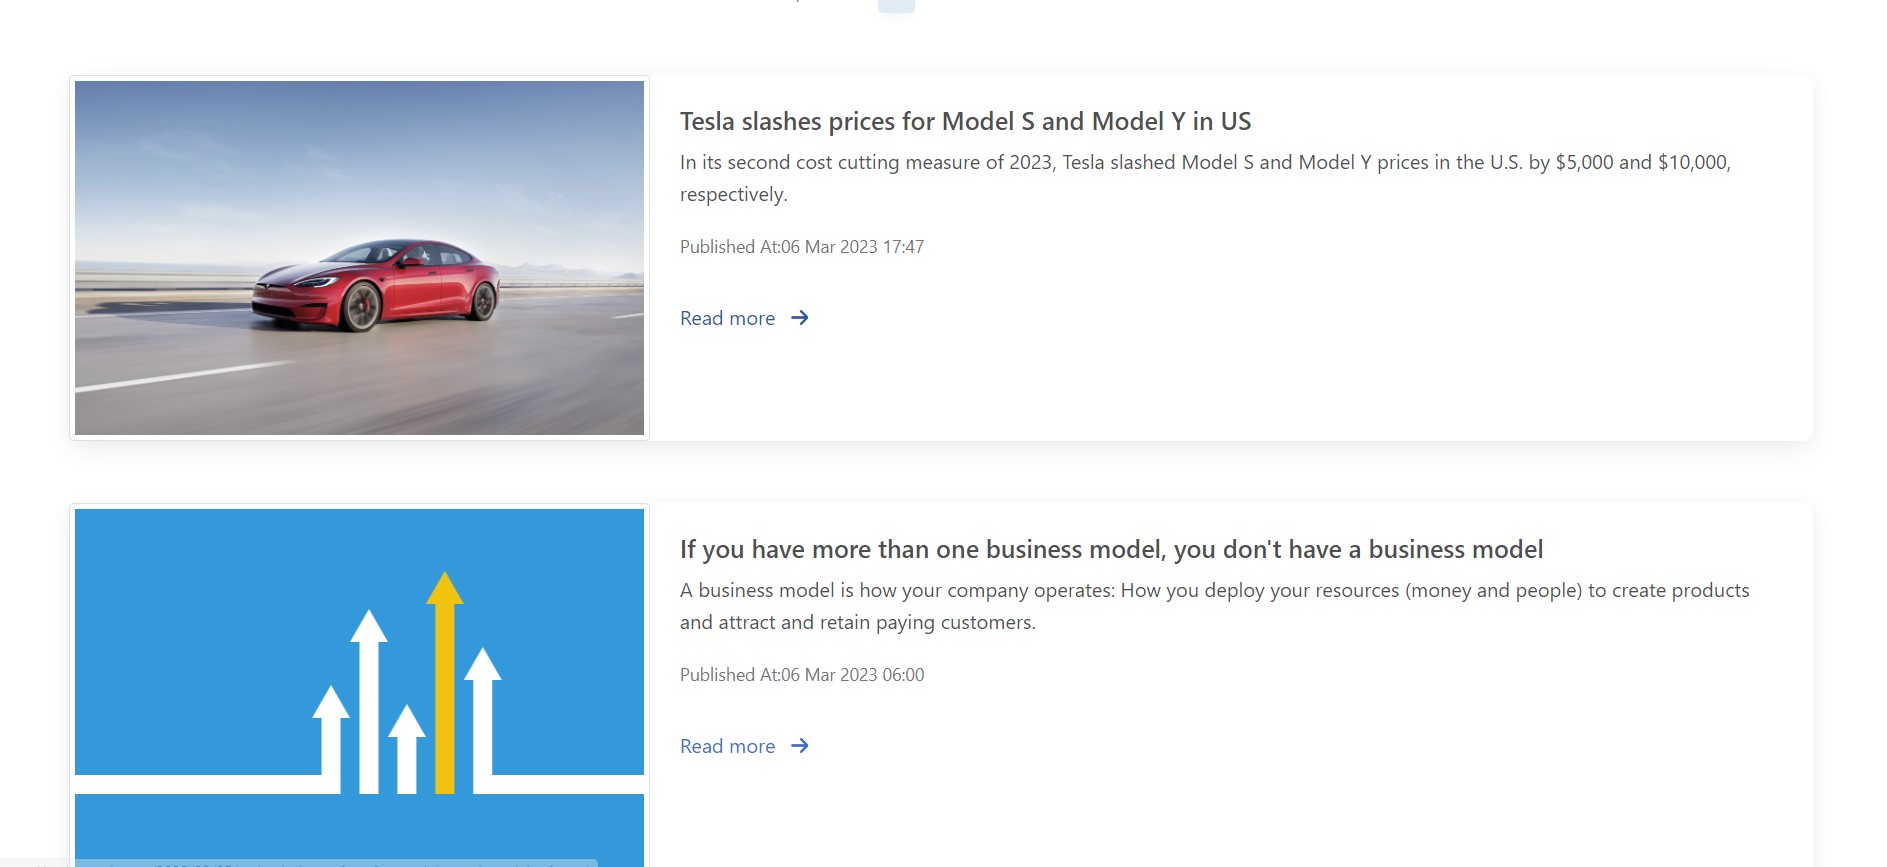 Tesla slashes prices for Model S and Model Y in US
In its second cost cutting measure of 2023, Tesla slashed Model S and Model Y prices in the U.S. by $5,000 and $10,000,
respectively.
Published At:06 Mar 2023 17:47
Read more
If you have more than one business model, you don't have a business model
A business model is how your company operates: How you deploy your resources (money and people) to create products
and attract and retain paying customers.
Published At:06 Mar 2023 06:00
Read more